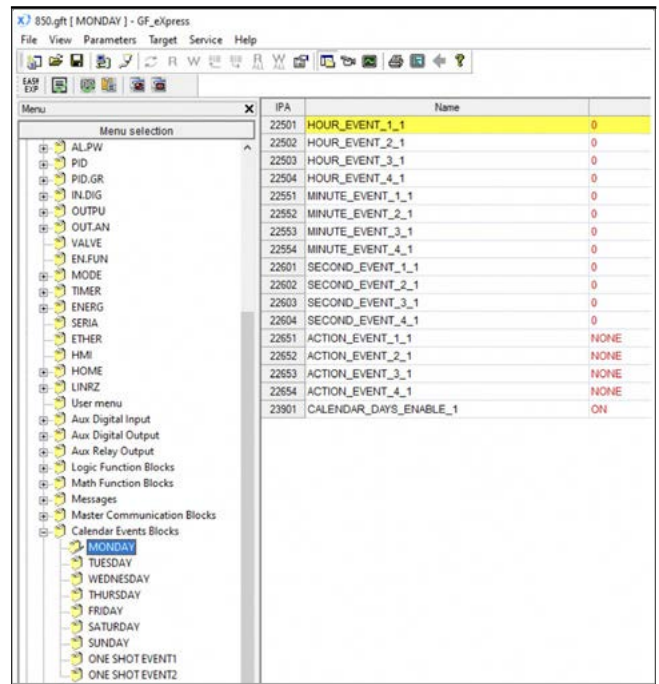 850.gft [ MONDAY ] - GF_eXpress
File View Parameters Target Service Help
R W
EASY EXP
Menu X
Menu selection
AL.PW
PID
PID.GR
IN.DIG
OUTPU
OUT.AN
VALVE
EN.FUN
MODE
TIMER
ENERG
SERIA
ETHER
HMI
HOME
LINRZ
User menu
Aux Digital Input
Aux Digital Output
Aux Relay Output
Logic Function Blocks
Math Function Blocks
Messages
Master Communication Blocks
Calendar Events Blocks
MONDAY
TUESDAY
WEDNESDAY
THURSDAY
FRIDAY
SATURDAY
SUNDAY
ONE SHOT EVENT1
ONE SHOT EVENT2
IPA Name
22501 HOUR_EVENT_1_1 0
22502 HOUR_EVENT_2_1 0
22503 HOUR_EVENT_3_1 0
22504 HOUR_EVENT_4_1 0
22551 MINUTE_EVENT_1_1 0
22552 MINUTE_EVENT_2_1 0
22553 MINUTE_EVENT_3_1 0
22554 MINUTE_EVENT_4_1 0
22601 SECOND_EVENT_1_1 0
22602 SECOND_EVENT_2_1 0
22603 SECOND_EVENT_3_1 0
22604 SECOND_EVENT_4_1 0
22651 ACTION_EVENT_1_1 NONE
22652 ACTION_EVENT_2_1 NONE
22653 ACTION_EVENT_3_1 NONE
22654 ACTION_EVENT_4_1 NONE
23901 CALENDAR_DAYS_ENABLE_1 ON